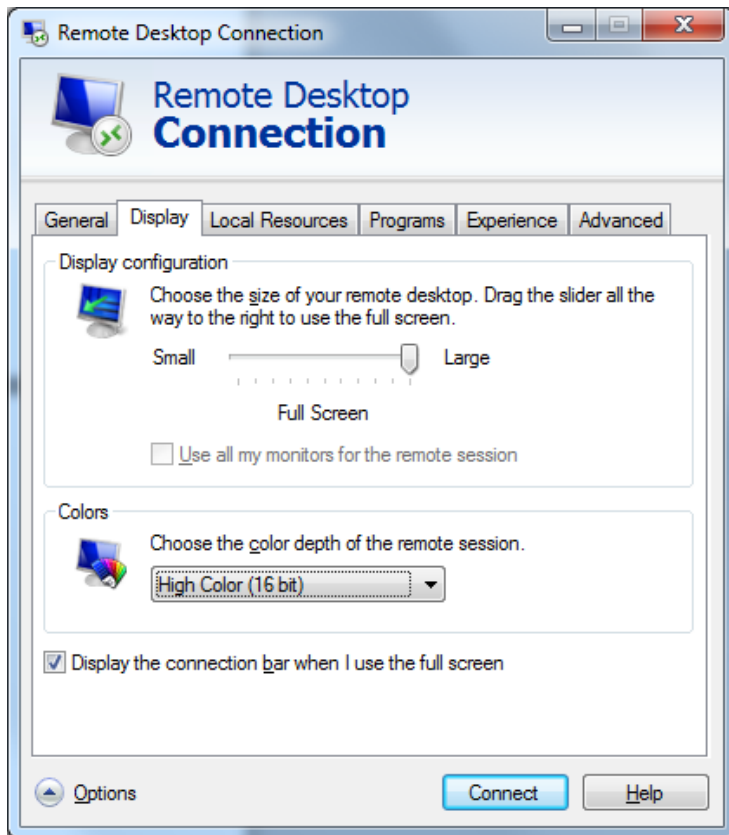 Remote Desktop Connection
Remote Desktop
Connection
General Display Local Resources Programs Experience Advanced
Display configuration
Choose the size of your remote desktop. Drag the slider all the
way to the right to use the full screen.
Small Large
Full Screen
Use all my monitors for the remote session
Colors
Choose the color depth of the remote session.
High Color (16 bit)
Display the connection bar when I use the full screen
Options Connect Help